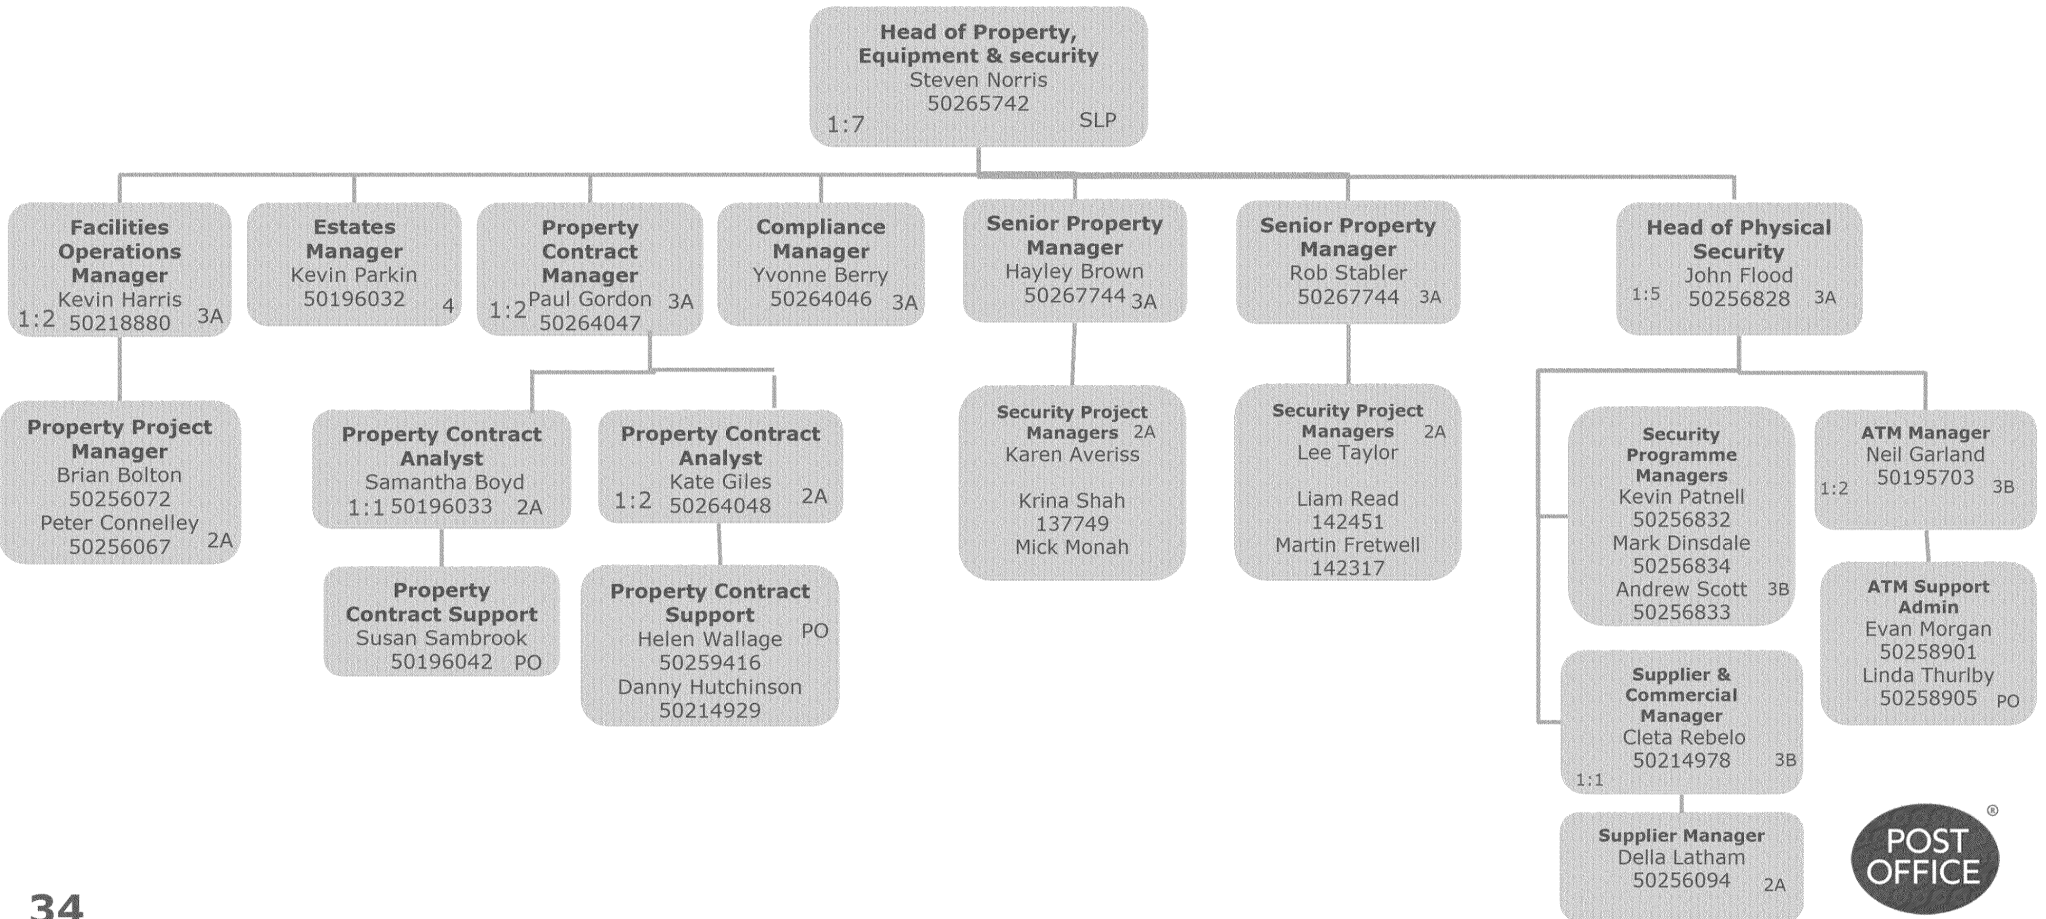 Head of Property,
Equipment & security
Steven Norris
50265742
1:7
SLP
Facilities
Operations
Manager
Kevin Harris
1:2 50218880 3A
Estates
Manager
Kevin Parkin
50196032 4
Property
Contract
Manager
1:2 Paul Gordon 3A
50264047
Compliance
Manager
Yvonne Berry
50264046 3A
Senior Property
Manager
Hayley Brown
50267744 3A
Senior Property
Manager
Rob Stabler
50267744 3A
Head of Physical
Security
John Flood
1:5 50256828 3A
Property Project
Manager
Brian Bolton
50256072
Peter Connelley
50256067 2A
Property Contract
Analyst
Samantha Boyd
1:1 50196033 2A
Property Contract
Analyst
Kate Giles
1:2 50264048 2A
Property
Contract Support
Susan Sambrook
50196042 PO
Property Contract
Support
Helen Wallage PO
50259416
Danny Hutchinson
50214929
Security Project
Managers 2A
Karen Averiss
Krina Shah
137749
Mick Monah
Security Project
Managers 2A
Lee Taylor
Liam Read
142451
Martin Fretwell
142317
Security
Programme
Managers
Kevin Patnell
50256832
Mark Dinsdale
50256834
Andrew Scott 3B
50256833
ATM Manager
Neil Garland
50195703
1:2 3B
ATM Support
Admin
Evan Morgan
50258901
Linda Thurlby
50258905 PO
Supplier &
Commercial
Manager
Cleta Rebelo
50214978 3B
1:1
Supplier Manager
Della Latham
50256094 2A
POST
OFFICE
®
34